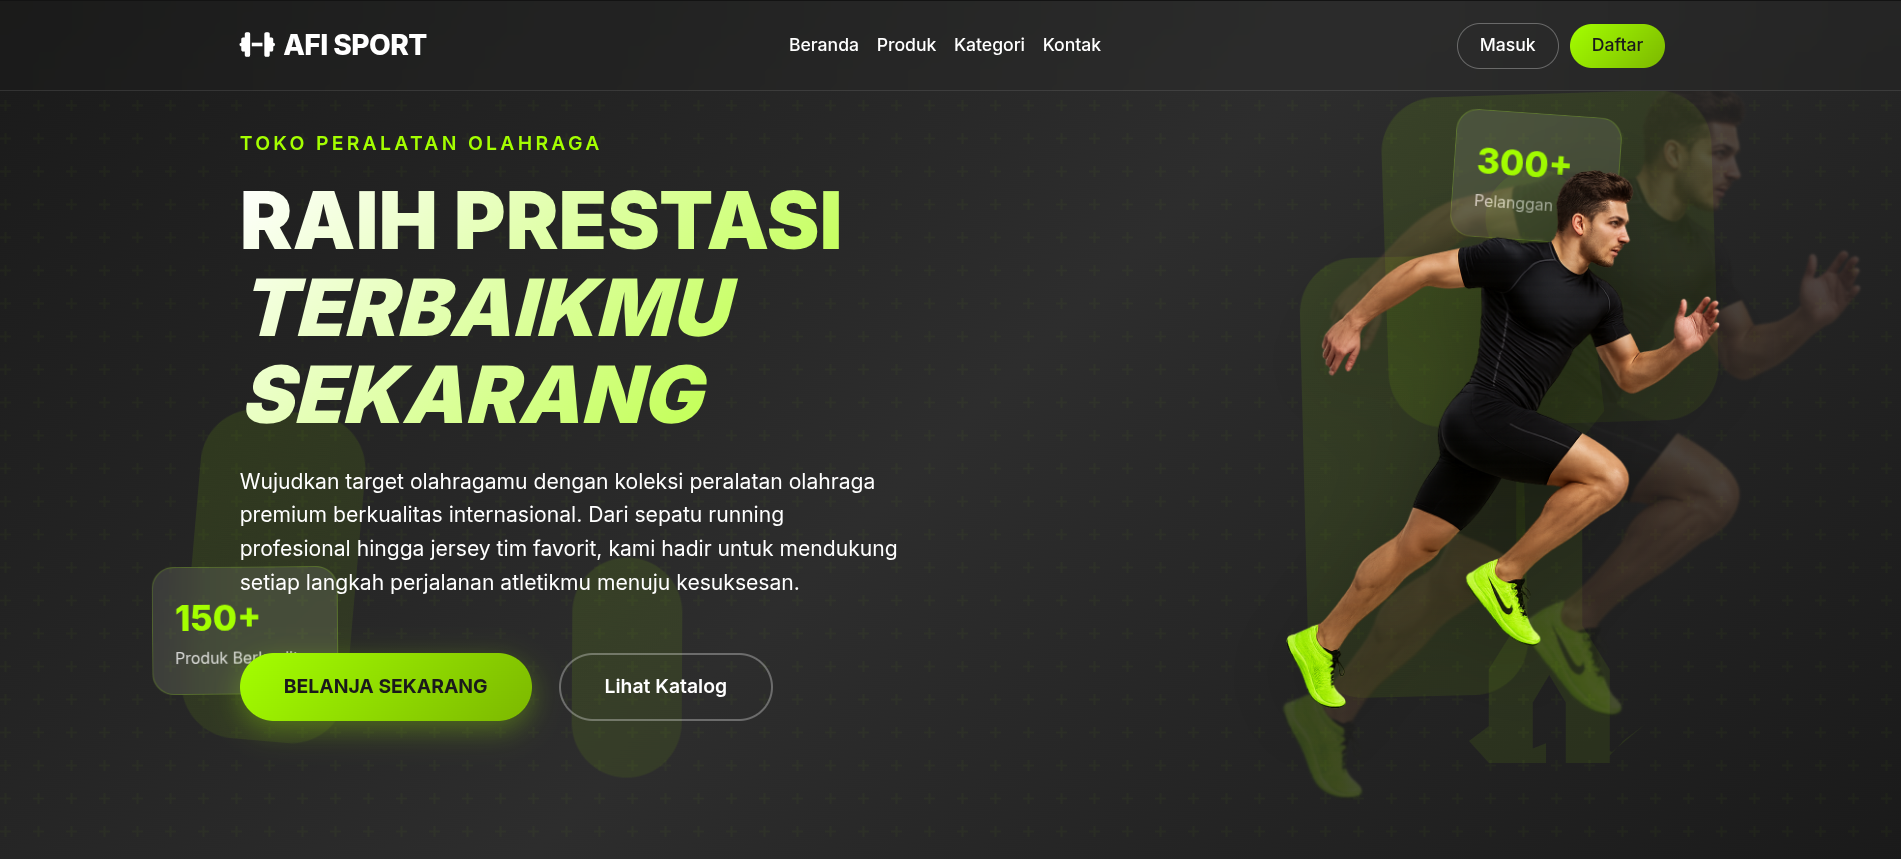 AFI SPORT
Beranda Produk Kategori Kontak
Masuk
Daftar
TOKO PERALATAN OLAHRAGA
RAIH PRESTASI
TERBAIKMU
SEKARANG
Wujudkan target olahragamu dengan koleksi peralatan olahraga
premium berkualitas internasional. Dari sepatu running
profesional hingga jersey tim favorit, kami hadir untuk mendukung
setiap langkah perjalanan atletikmu menuju kesuksesan.
150+
Produk
BELANJA SEKARANG
Lihat Katalog
300+
Pelanggan